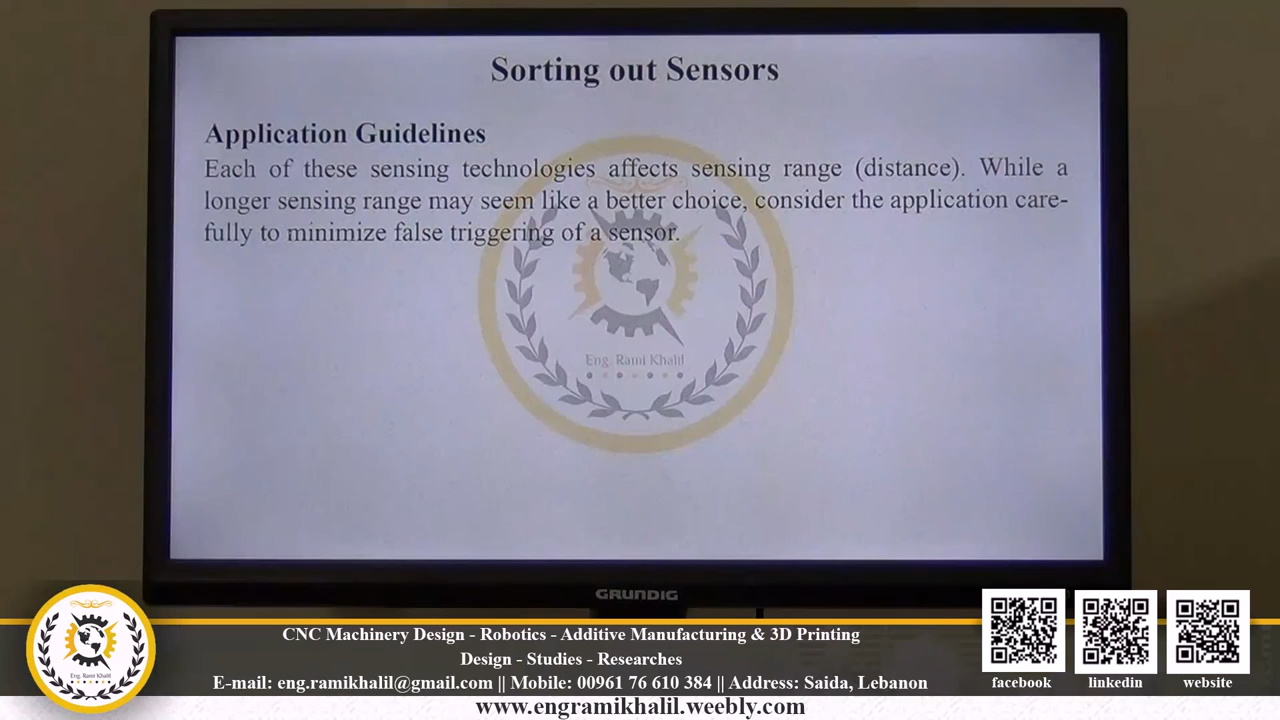 Sorting out Sensors
Application Guidelines
Each of these sensing technologies affects sensing range (distance). While a
longer sensing range may seem like a better choice, consider the application care-
fully to minimize false triggering of a sensor.
Eng. Rami Khalil
GRUNDIG
CNC Machinery Design - Robotics - Additive Manufacturing & 3D Printing
Design - Studies - Researches
E-mail: eng.ramikhalil@gmail.com || Mobile: 00961 76 610 384 || Address: Saida, Lebanon
www.engramikhalil.weebly.com
Eng. Rami Khalil
facebook
linkedin
website